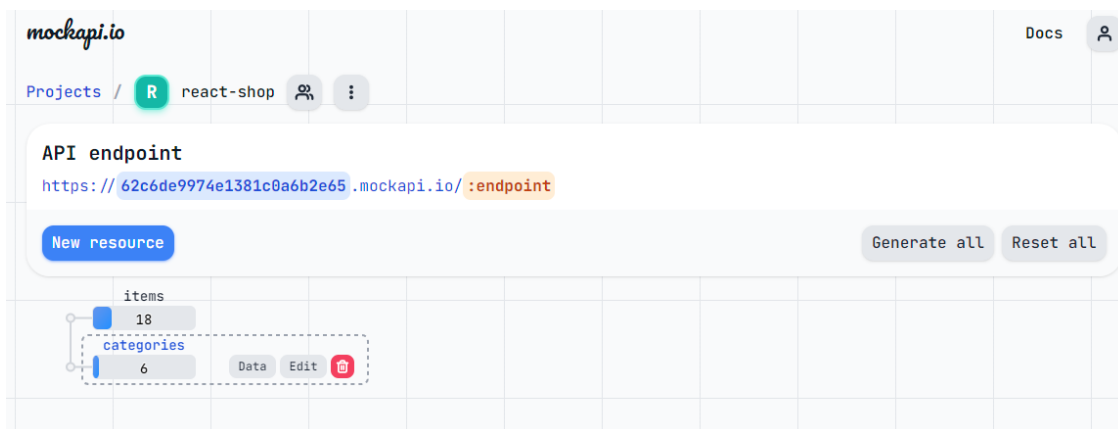 mockapi.io
Docs
Projects / R react-shop
API endpoint
https://62c6de9974e1381c0a6b2e65.mockapi.io/:endpoint
New resource
Generate all
Reset all
items
18
categories
6
Data
Edit